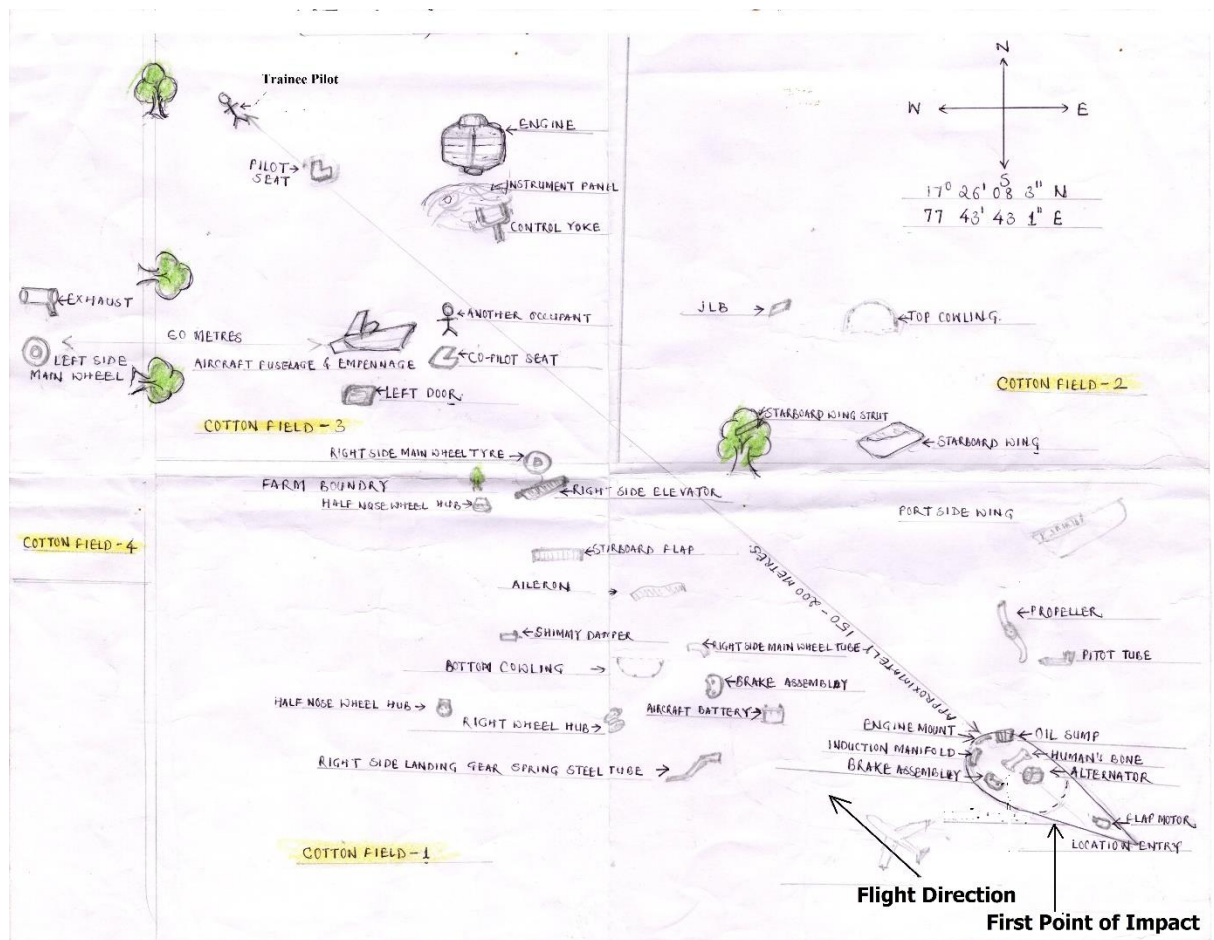 Trainee Pilot
N
W
E
S
17° 26' 08 3" N
77 43' 43 1" E
ENGINE
PILOT
SEAT
INSTRUMENT PANEL
CONTROL YOKE
EXHAUST
60 METRES
LEFT SIDE
MAIN WHEEL
AIRCRAFT FUSELAGE & EMPENNAGE
ANOTHER OCCUPANT
CO-PILOT SEAT
LEFT DOOR
COTTON FIELD - 3
JLB
TOP COWLING.
COTTON FIELD - 2
STARBOARD WING STRUT
STARBOARD WING
RIGHT SIDE MAIN WHEEL TYRE
FARM BOUNDRY
RIGHT SIDE ELEVATOR
HALF NOSE WHEEL HUB
PORT SIDE WING
COTTON FIELD - 4
STARBOARD FLAP
AILERON
APPROXIMATELY 150-200 METRES
PROPELLER
PITOT TUBE
SHIMMY DAMPER
RIGHT SIDE MAIN WHEEL TUBE
BOTTOM COWLING
BRAKE ASSEMBLEY
HALF NOSE WHEEL HUB
AIRCRAFT BATTERY
RIGHT WHEEL HUB
ENGINE MOUNT
OIL SUMP
INDUCTION MANIFOLD
HUMAN'S BONE
BRAKE ASSEMBLEY
ALTERNATOR
RIGHT SIDE LANDING GEAR SPRING STEEL TUBE
FLAP MOTOR
LOCATION ENTRY
COTTON FIELD - 1
Flight Direction
First Point of Impact